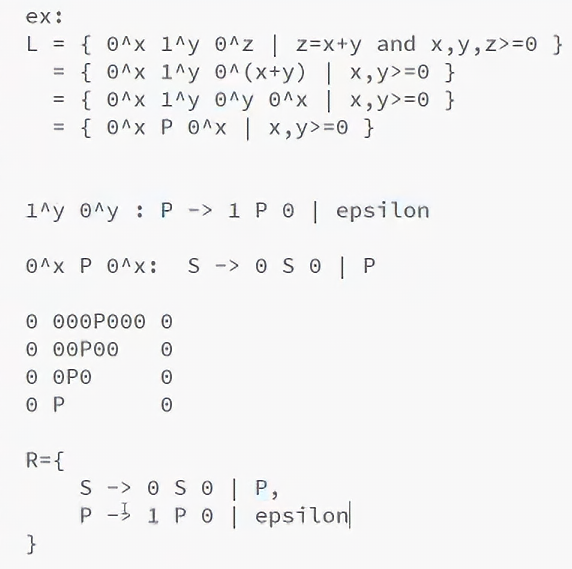 ex:
L = { 0^x 1^y 0^z | z=x+y and x,y,z>=0 }
  = { 0^x 1^y 0^(x+y) | x,y>=0 }
  = { 0^x 1^y 0^y 0^x | x,y>=0 }
  = { 0^x P 0^x | x,y>=0 }
1^y 0^y : P -> 1 P 0 | epsilon
0^x P 0^x:  S -> 0 S 0 | P
0 000P000 0
0 00P00   0
0 0P0     0
0 P       0
R={
    S -> 0 S 0 | P,
    P -> 1 P 0 | epsilon
}